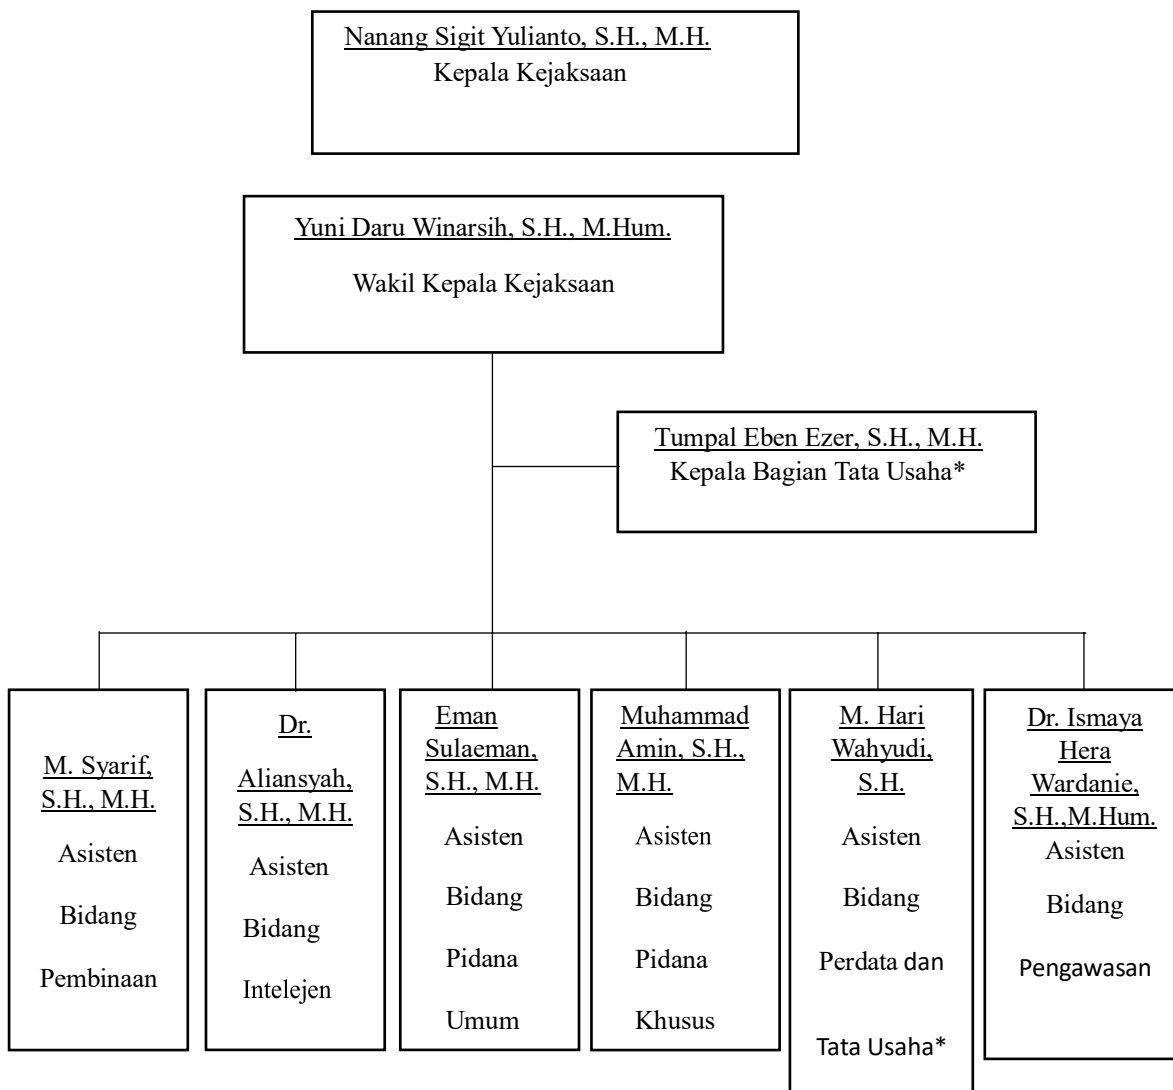 Nanang Sigit Yulianto, S.H., M.H.
Kepala Kejaksaan
Yuni Daru Winarsih, S.H., M.Hum.
Wakil Kepala Kejaksaan
Tumpal Eben Ezer, S.H., M.H.
Kepala Bagian Tata Usaha*
M. Syarif,
S.H., M.H.
Asisten
Bidang
Pembinaan
Dr.
Aliansyah,
S.H., M.H.
Asisten
Bidang
Intelejen
Eman
Sulaeman,
S.H., M.H.
Asisten
Bidang
Pidana
Umum
Muhammad
Amin, S.H.,
M.H.
Asisten
Bidang
Pidana
Khusus
M. Hari
Wahyudi,
S.H.
Asisten
Bidang
Perdata dan
Tata Usaha*
Dr. Ismaya
Hera
Wardanie,
S.H.,M.Hum.
Asisten
Bidang
Pengawasan